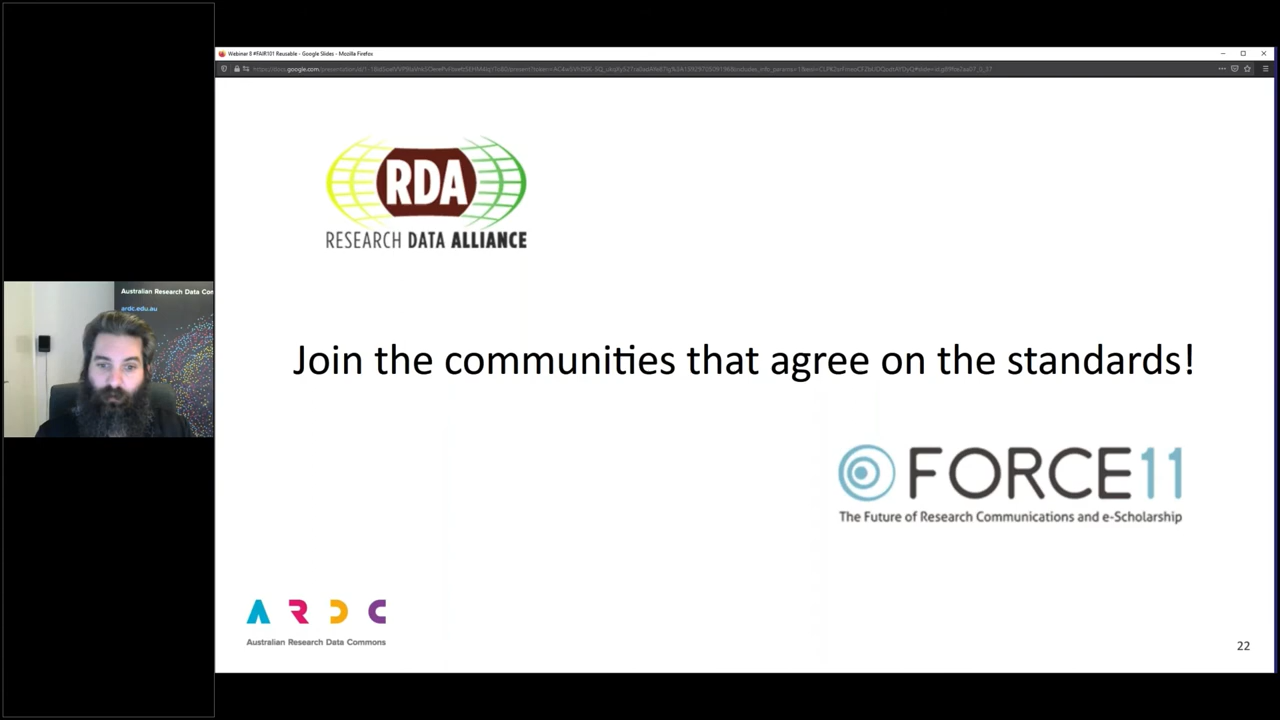 Webinar 8 #FAIR101 Reusable - Google Slides - Mozilla Firefox
RDA
RESEARCH DATA ALLIANCE
Australian Research Data Com
ardc.edu.au
Join the communities that agree on the standards!
FORCE11
The Future of Research Communications and e-Scholarship
ARDC
Australian Research Data Commons
22